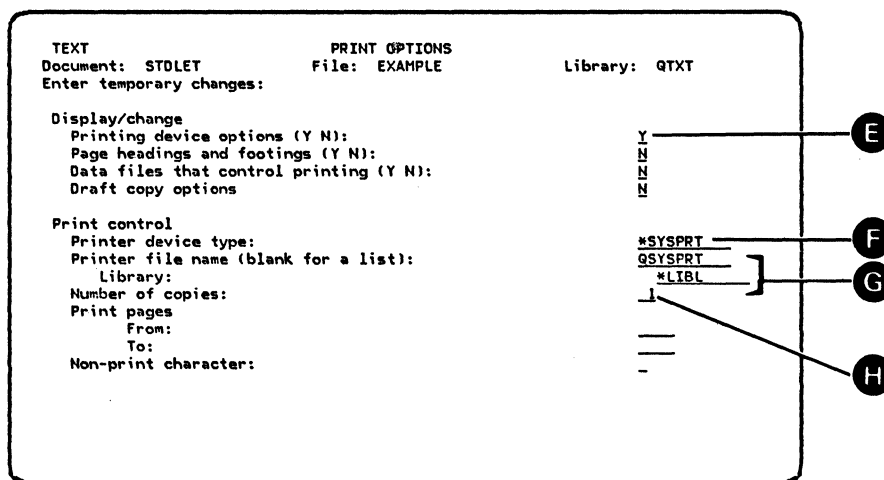 TEXT PRINT OPTIONS
Document: STDLET File: EXAMPLE Library: QTXT
Enter temporary changes:
Display/change
Printing device options (Y N): Y E
Page headings and footings (Y N): N
Data files that control printing (Y N): N
Draft copy options N
Print control
Printer device type: *SYSPRT F
Printer file name (blank for a list): QSYSPRT
Library: *LIBL G
Number of copies: 1
Print pages
From:
To:
Non-print character: H